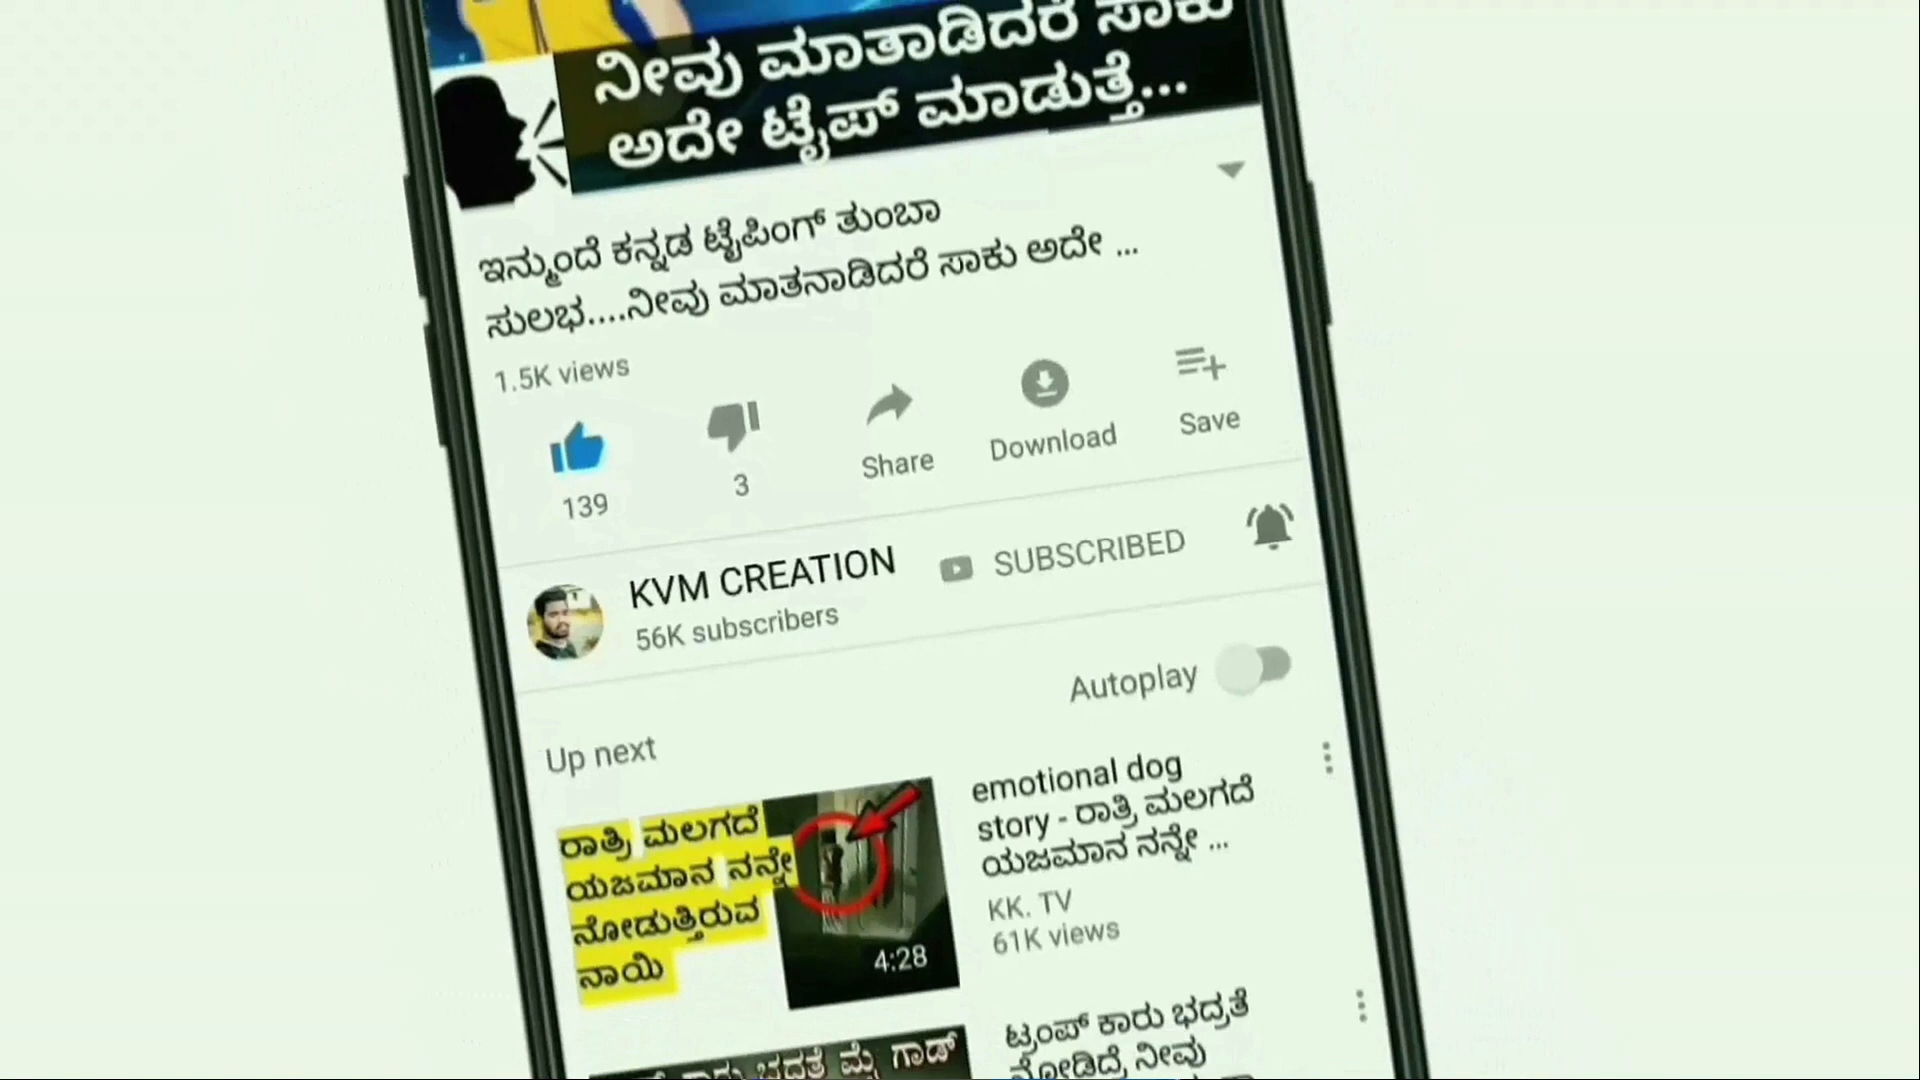 ನೀವು ಮಾತಾಡಿದರೆ ಸಾಕು
ಅದೇ ಟೈಪ್ ಮಾಡುತ್ತೆ...
ಇನ್ಮುಂದೆ ಕನ್ನಡ ಟೈಪಿಂಗ್ ತುಂಬಾ
ಸುಲಭ....ನೀವು ಮಾತನಾಡಿದರೆ ಸಾಕು ಅದೇ ...
1.5K views
139
3
Share
Download
Save
KVM CREATION
56K subscribers
SUBSCRIBED
Autoplay
Up next
ರಾತ್ರಿ ಮಲಗದೆ
ಯಜಮಾನ ನನ್ನೇ
ನೋಡುತ್ತಿರುವ
ನಾಯಿ
4:28
emotional dog
story - ರಾತ್ರಿ ಮಲಗದೆ
ಯಜಮಾನ ನನ್ನೇ ...
KK. TV
61K views
ಗಾಡ್
ಟ್ರಂಪ್ ಕಾರು ಭದ್ರತೆ
ನೋಡಿದ್ರೆ ನೀವು